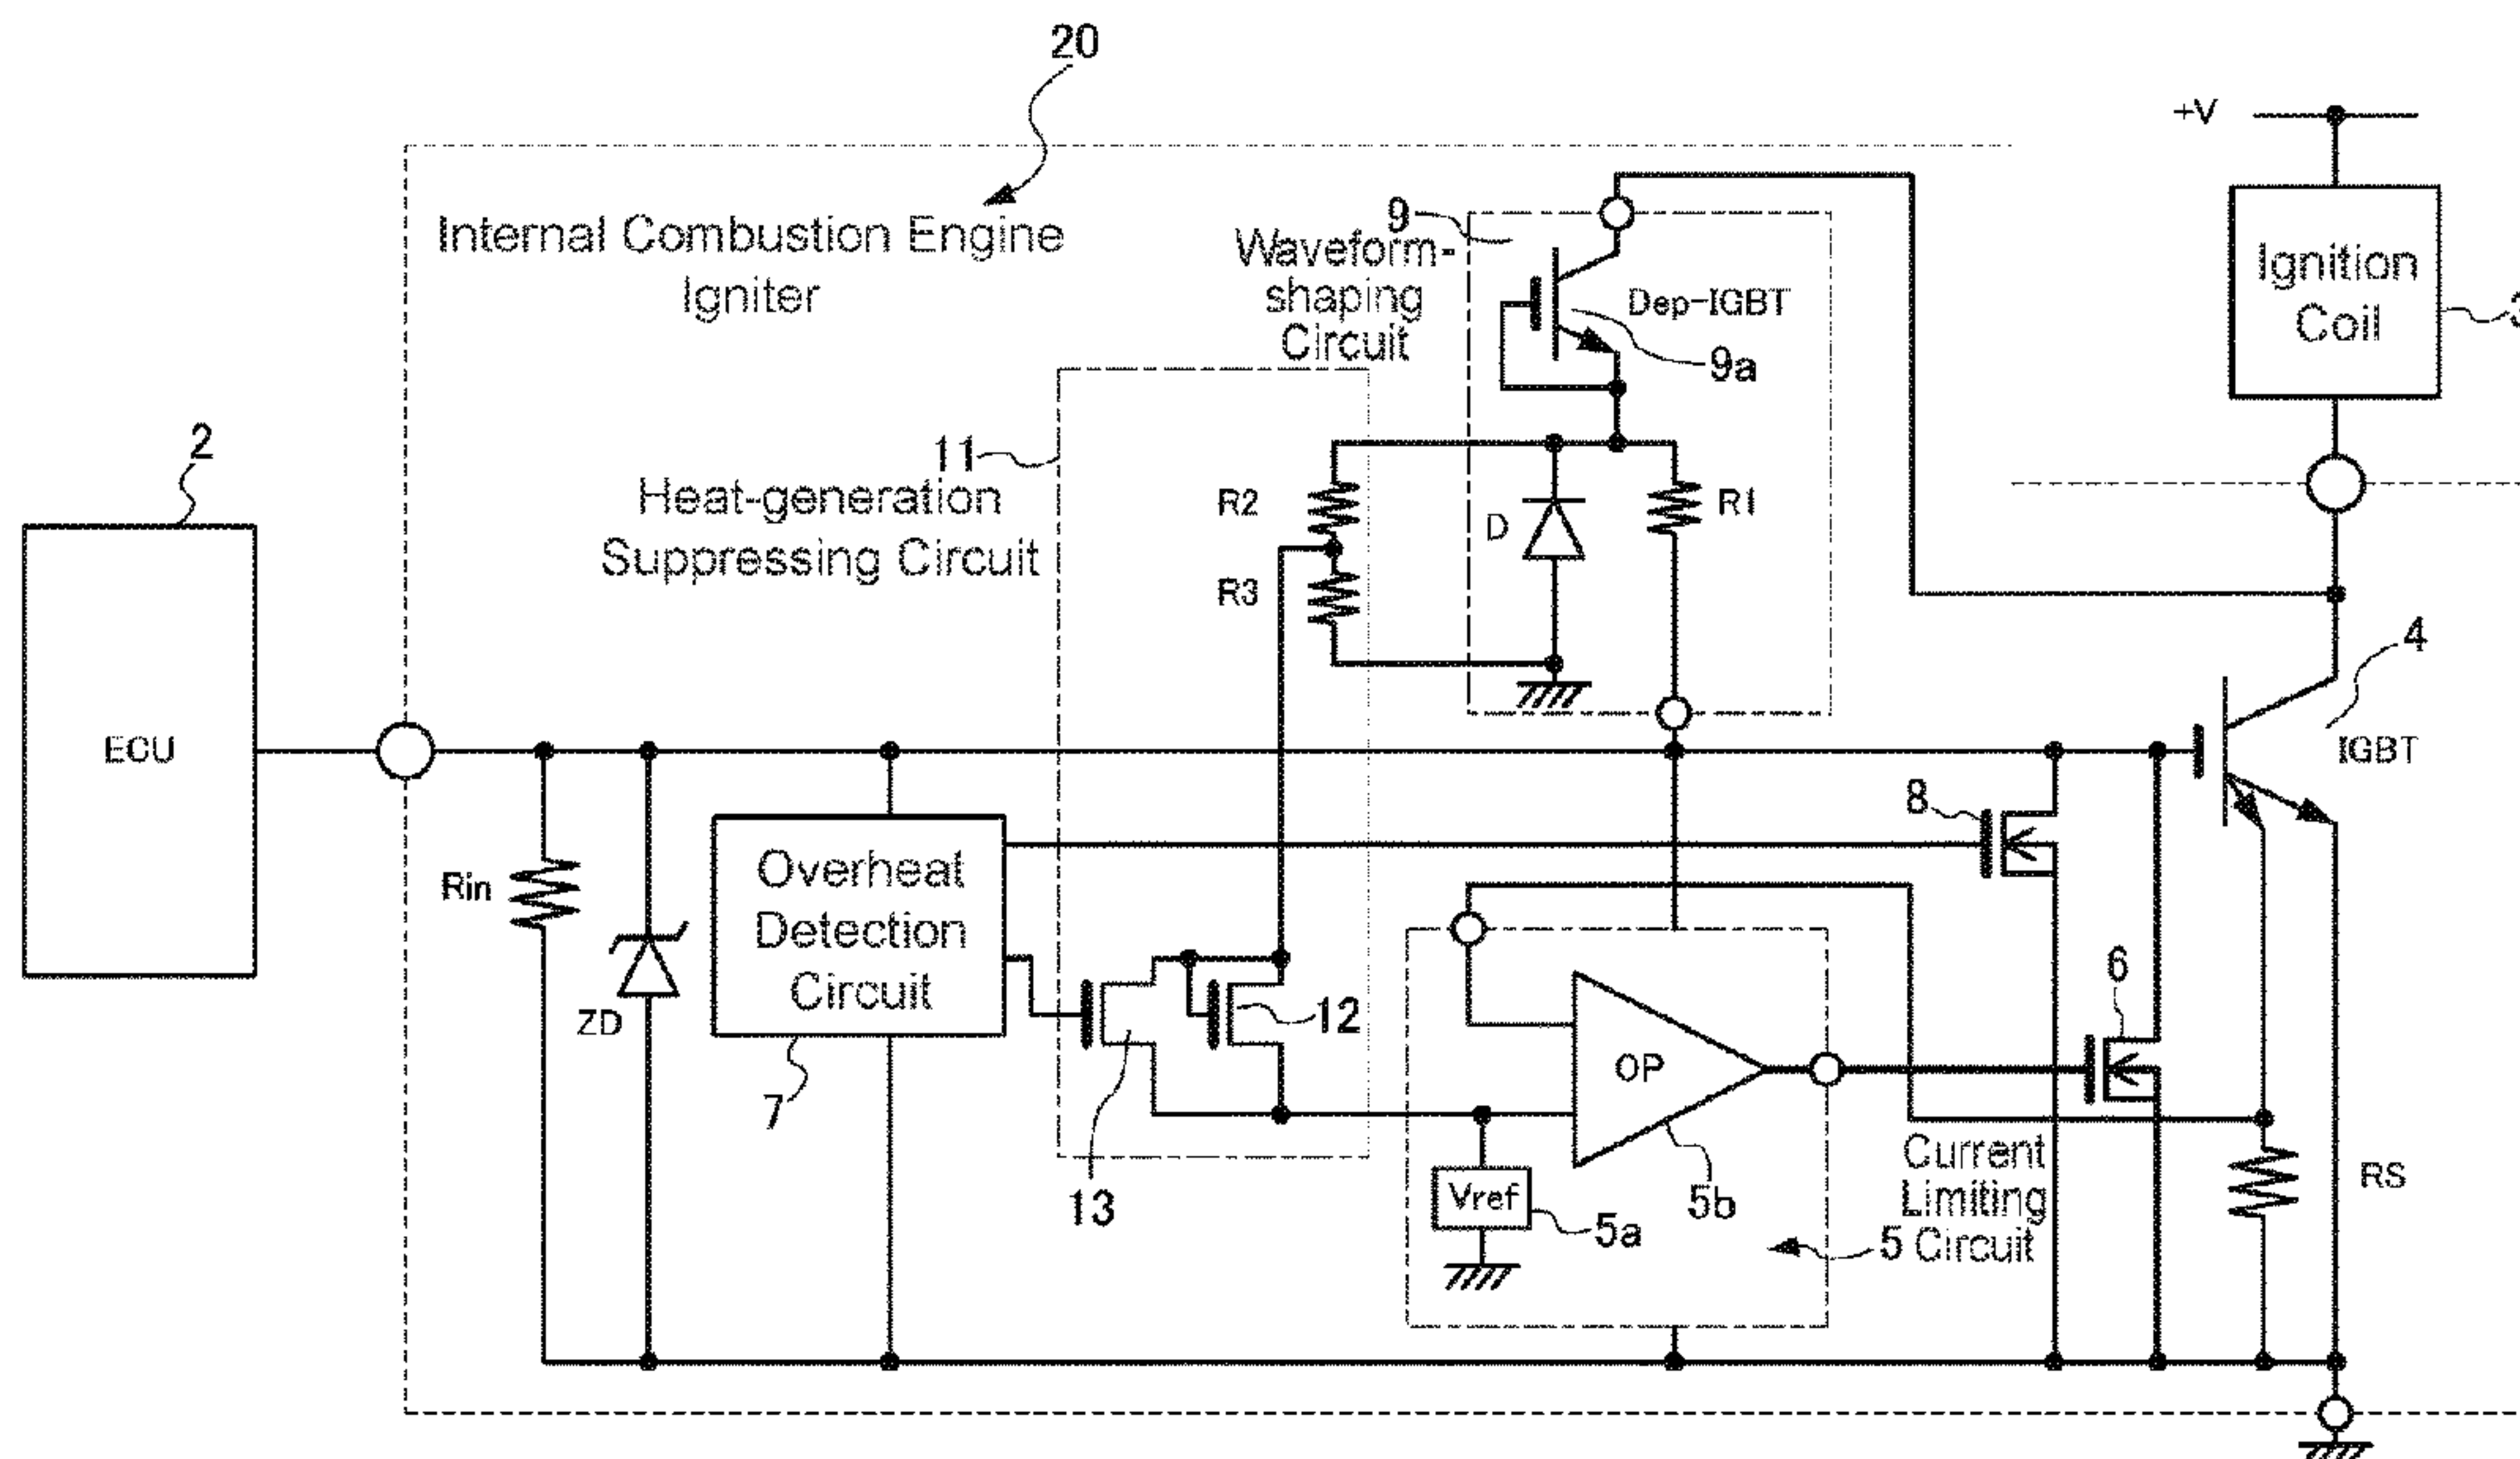 20
+V
Internal Combustion Engine
Igniter
9
Waveform-
shaping
Circuit
Dep-IGBT
9a
Ignition
Coil
2
11
Heat-generation
Suppressing Circuit
R2
R3
D
R1
4
IGBT
ECU
8
Rin
Overheat
Detection
Circuit
ZD
7
12
13
6
OP
5b
Vref
5a
Current
Limiting
5 Circuit
RS